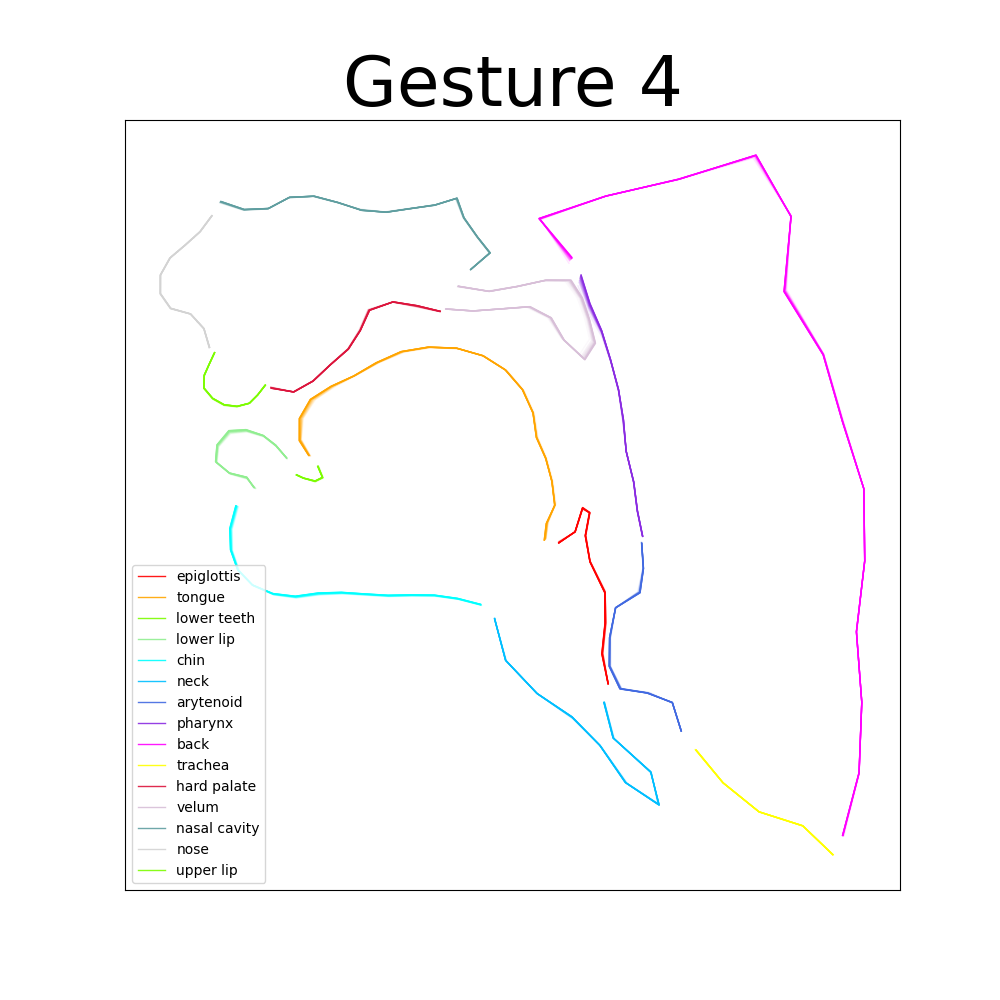 Gesture 4
epiglottis
tongue
lower teeth
lower lip
chin
neck
arytenoid
pharynx
back
trachea
hard palate
velum
nasal cavity
nose
upper lip